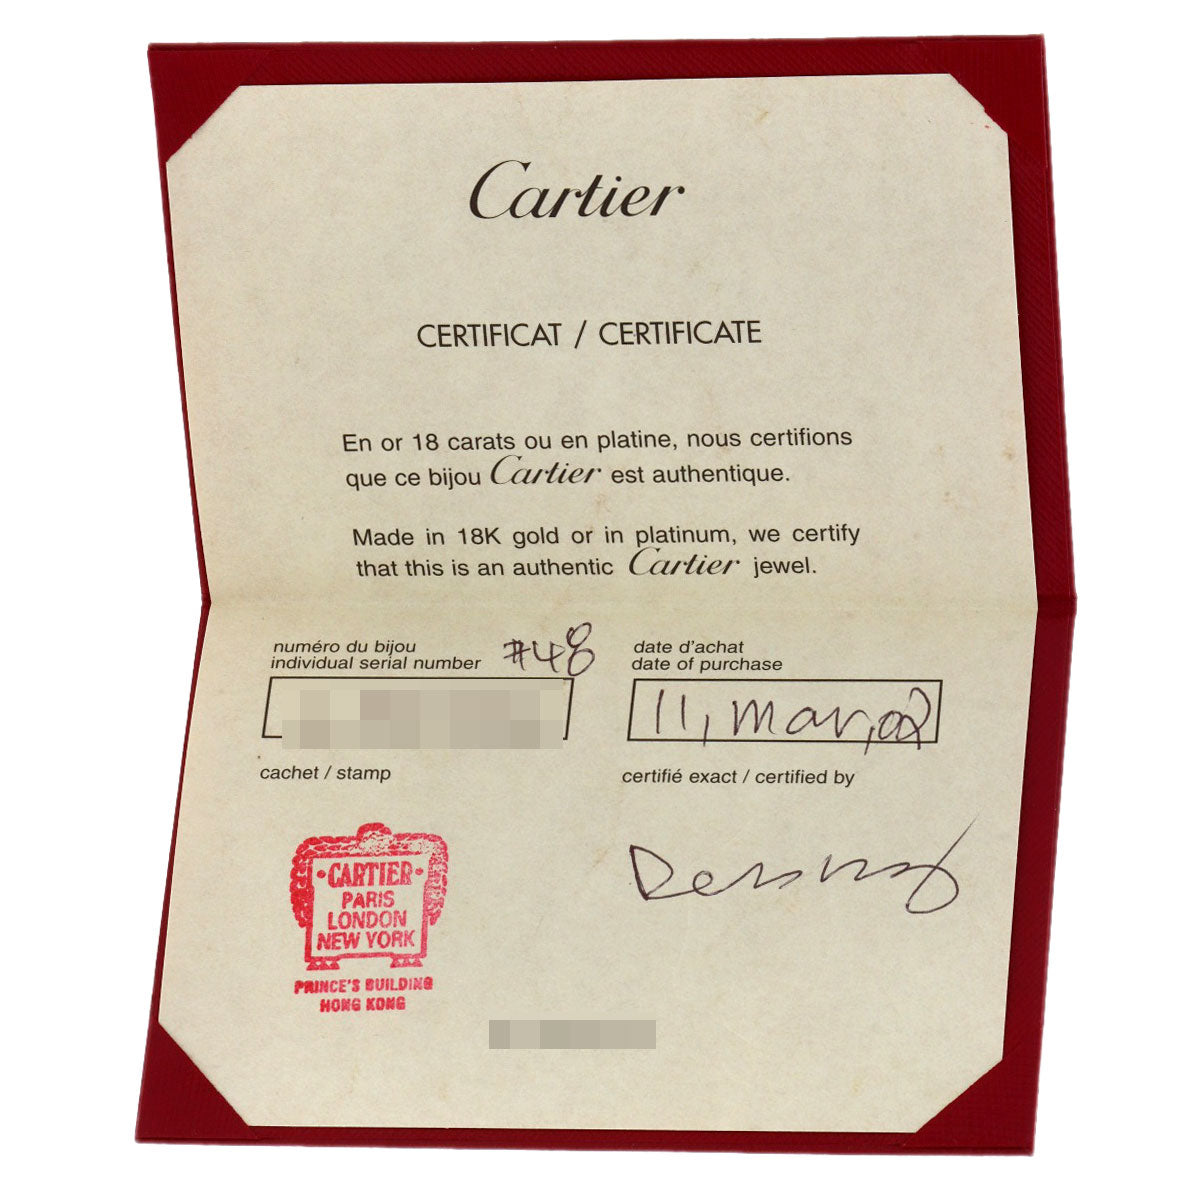 Cartier
CERTIFICAT / CERTIFICATE
En or 18 carats ou en platine, nous certifions
que ce bijou Cartier est authentique.
Made in 18K gold or in platinum, we certify
that this is an authentic Cartier jewel.
numéro du bijou
individual serial number
#48
date d'achat
date of purchase
11, Mar, 02
cachet / stamp
certifié exact / certified by
·CARTIER·
PARIS
LONDON
NEW YORK
PRINCE'S BUILDING
HONG KONG